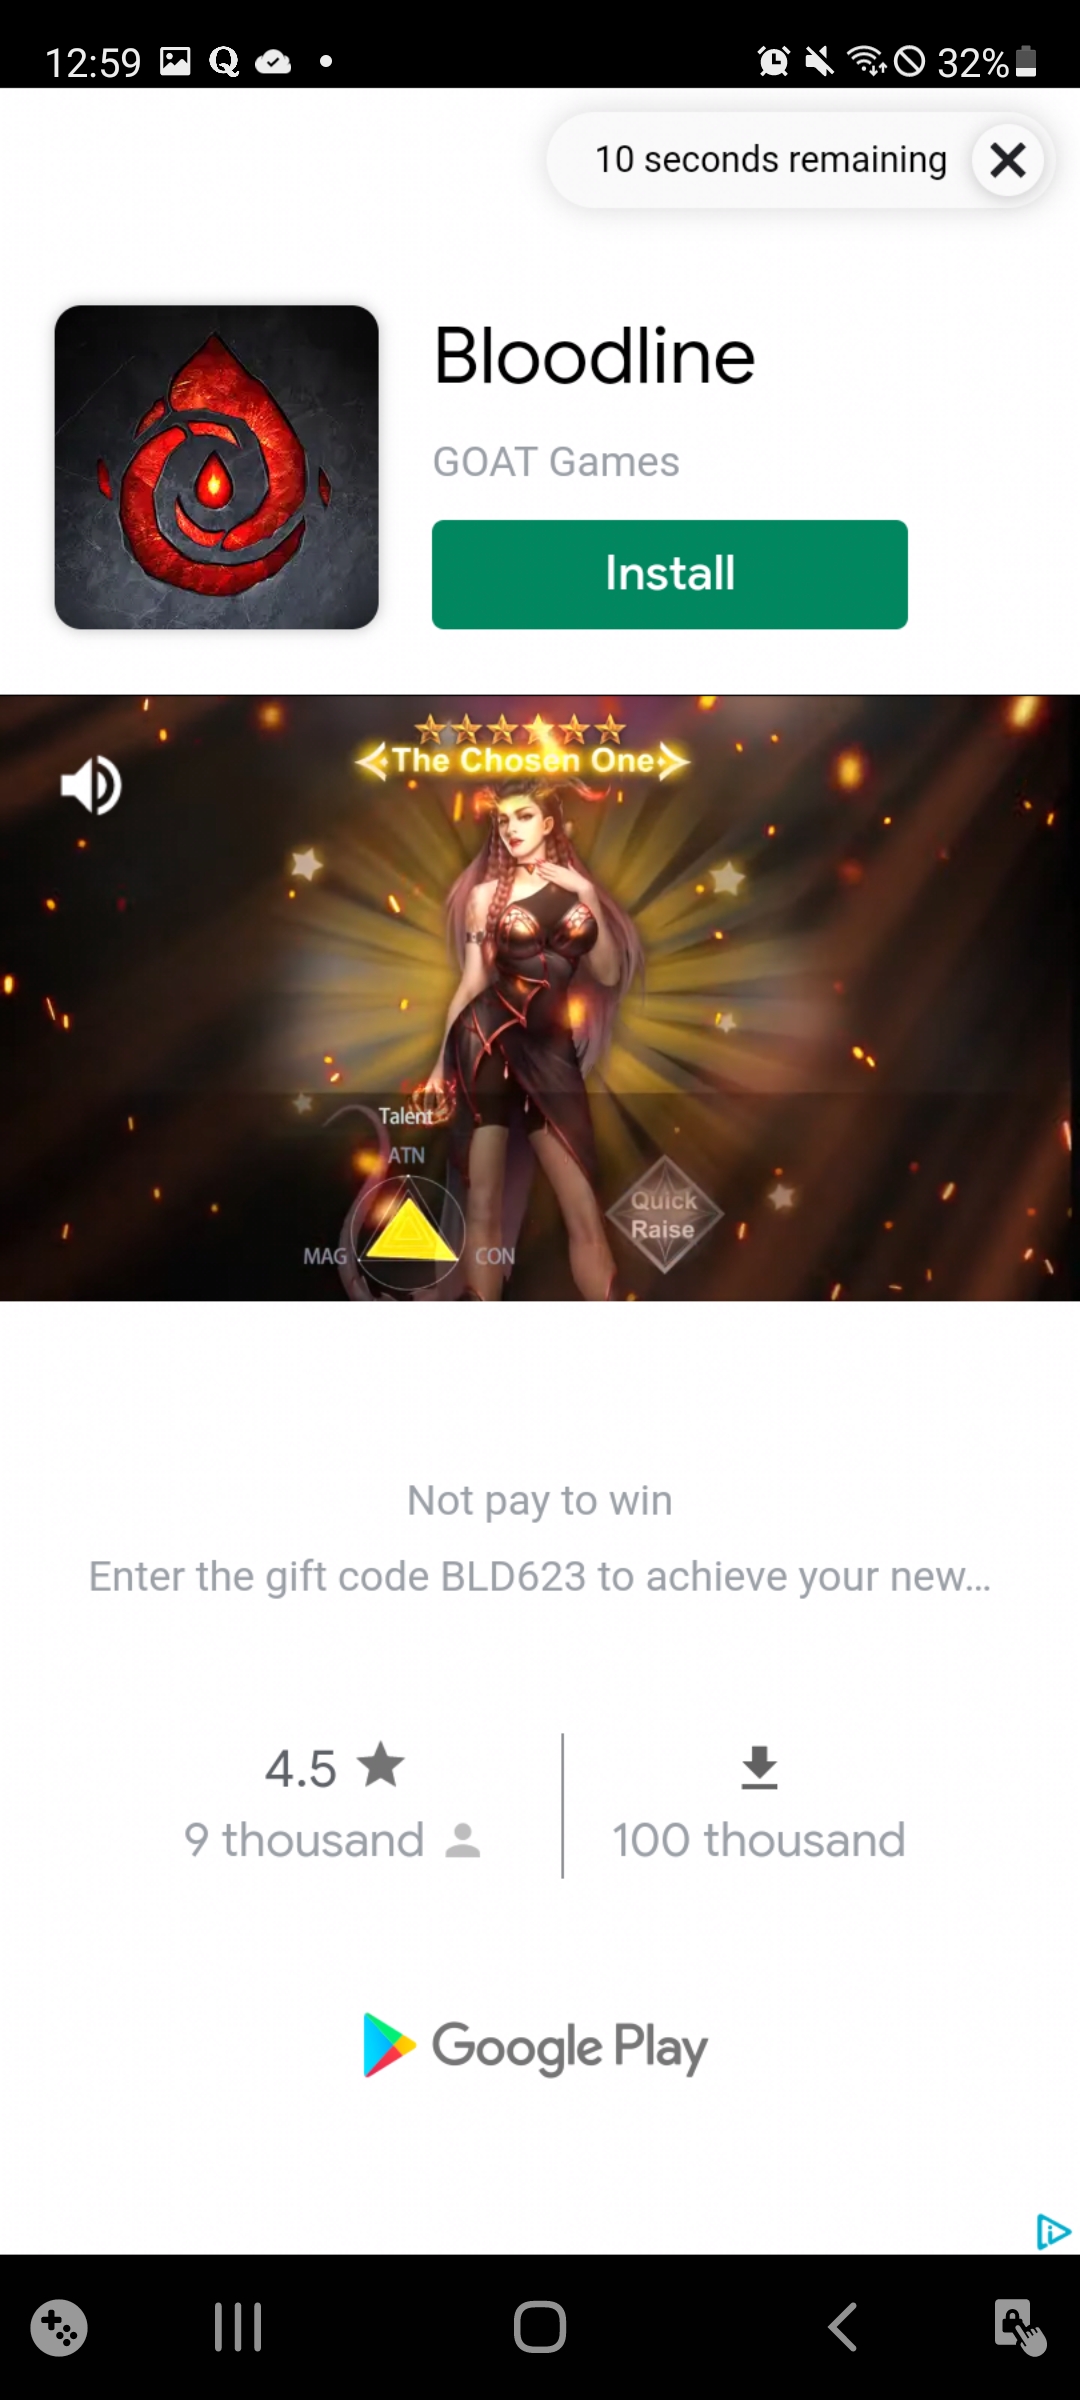 12:59
32%
10 seconds remaining
Bloodline
GOAT Games
Install
The Chosen One
Talent
ATN
MAG
CON
Quick
Raise
Not pay to win
Enter the gift code BLD623 to achieve your new...
4.5
9 thousand
100 thousand
Google Play